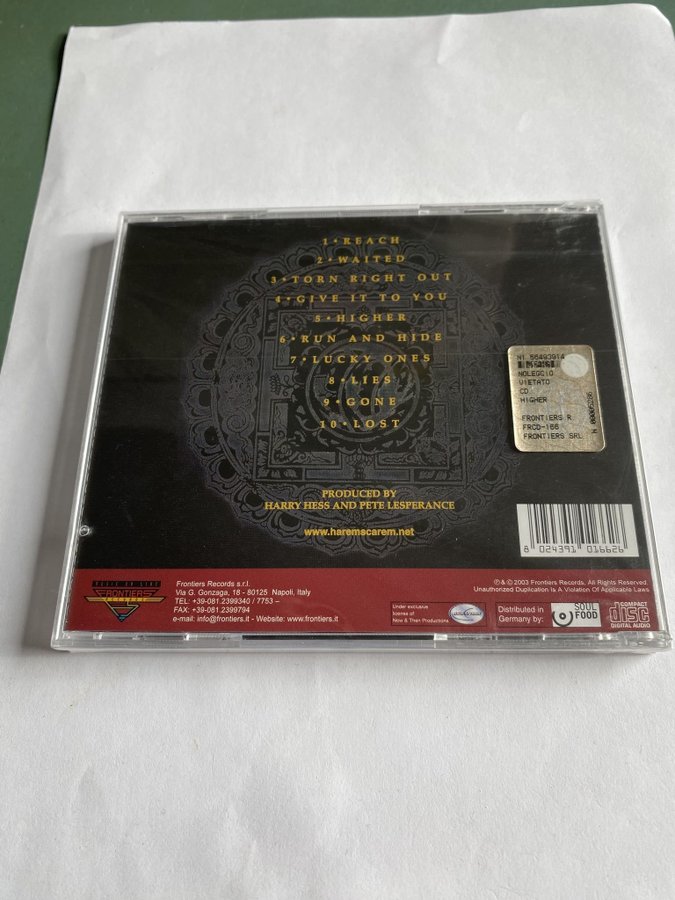 1 • REACH
2 • WAITED
3 • TORN RIGHT OUT
4 • GIVE IT TO YOU
5 • HIGHER
6 • RUN AND HIDE
7 • LUCKY ONES
8 • LIES
9 • GONE
10 • LOST
N1 66493914
NOLEGGIO
VIETATO
CD
HIGHER
FRONTIERS R
FRCD-166
FRONTIERS SRL
PRODUCED BY
HARRY HESS AND PETE LESPERANCE
www.haremscarem.net
8 024391 016626
℗ & © 2003 Frontiers Records. All Rights Reserved.
Unauthorized Duplication Is A Violation Of Applicable Laws
FRONTIERS
Frontiers Records s.r.l.
Via G. Gonzaga, 18 - 80125 Napoli, Italy
TEL: +39-081.2399340 / 7753 –
FAX: +39-081.2399794
e-mail: info@frontiers.it - Website: www.frontiers.it
Under exclusive
license of
Now & Then Productions
Distributed in
Germany by:
SOUL
FOOD
COMPACT
disc
DIGITAL AUDIO